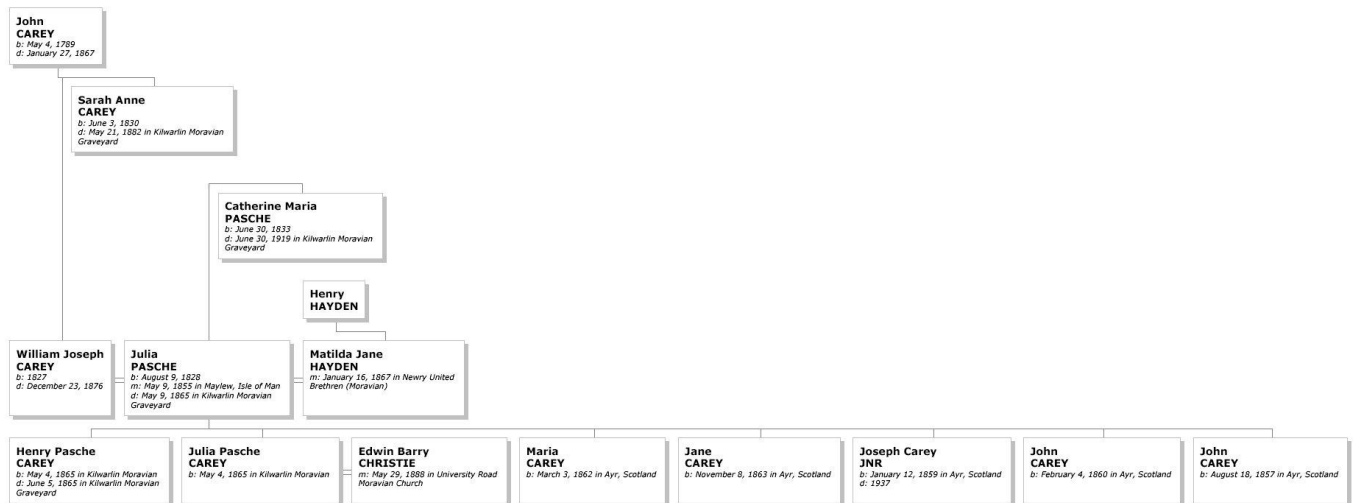 John
CAREY
b: May 4, 1789
d: January 27, 1867
Sarah Anne
CAREY
b: June 3, 1830
d: May 21, 1882 in Kilwarlin Moravian
Graveyard
Catherine Maria
PASCHE
b: June 30, 1833
d: June 30, 1919 in Kilwarlin Moravian
Graveyard
Henry
HAYDEN
William Joseph
CAREY
b: 1827
d: December 23, 1876
Julia
PASCHE
b: August 9, 1828
m: May 9, 1855 in Maylew, Isle of Man
d: May 9, 1865 in Kilwarlin Moravian
Graveyard
Matilda Jane
HAYDEN
m: January 16, 1867 in Newry United
Brethren (Moravian)
Henry Pasche
CAREY
b: May 4, 1865 in Kilwarlin Moravian
d: June 5, 1865 in Kilwarlin Moravian
Graveyard
Julia Pasche
CAREY
b: May 4, 1865 in Kilwarlin Moravian
Edwin Barry
CHRISTIE
m: May 29, 1888 in University Road
Moravian Church
Maria
CAREY
b: March 3, 1862 in Ayr, Scotland
Jane
CAREY
b: November 8, 1863 in Ayr, Scotland
Joseph Carey
JNR
b: January 12, 1859 in Ayr, Scotland
d: 1937
John
CAREY
b: February 4, 1860 in Ayr, Scotland
John
CAREY
b: August 18, 1857 in Ayr, Scotland